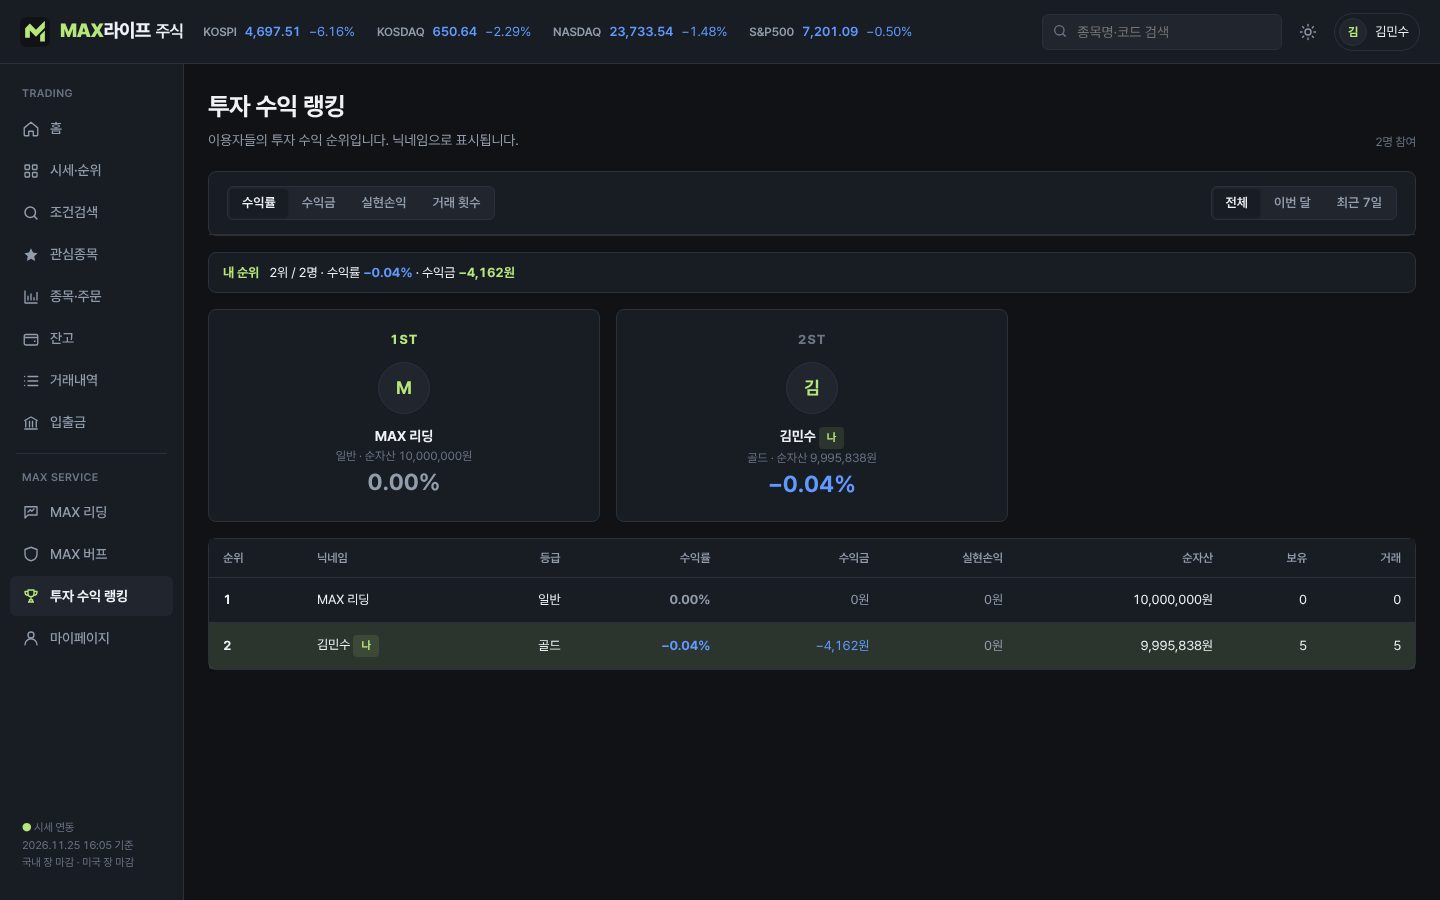 MAX라이프 주식 KOSPI 4,697.51 −6.16% KOSDAQ 650.64 −2.29% NASDAQ 23,733.54 −1.48% S&P500 7,201.09 −0.50% 종목명·코드 검색 김 김민수
TRADING
홈
시세·순위
조건검색
관심종목
종목·주문
잔고
거래내역
입출금
MAX SERVICE
MAX 리딩
MAX 버프
투자 수익 랭킹
마이페이지
시세 연동
2026.11.25 16:05 기준
국내 장 마감 · 미국 장 마감
투자 수익 랭킹
이용자들의 투자 수익 순위입니다. 닉네임으로 표시됩니다. 2명 참여
수익률 수익금 실현손익 거래 횟수 전체 이번 달 최근 7일
내 순위 2위 / 2명 · 수익률 −0.04% · 수익금 −4,162원
1ST
M
MAX 리딩
일반 · 순자산 10,000,000원
0.00%
2ST
김
김민수 나
골드 · 순자산 9,995,838원
−0.04%
순위 닉네임 등급 수익률 수익금 실현손익 순자산 보유 거래
1 MAX 리딩 일반 0.00% 0원 0원 10,000,000원 0 0
2 김민수 나 골드 −0.04% −4,162원 0원 9,995,838원 5 5